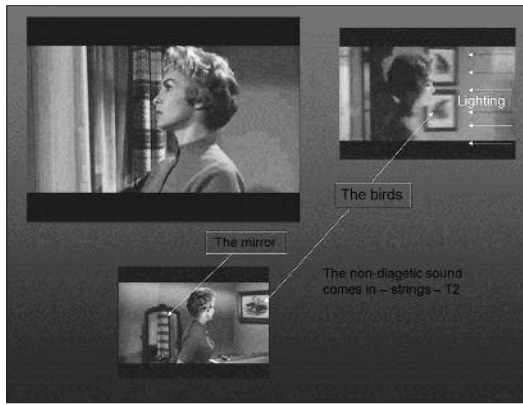 Lighting
The birds
The mirror
The non-diagetic sound
comes in – strings – T2